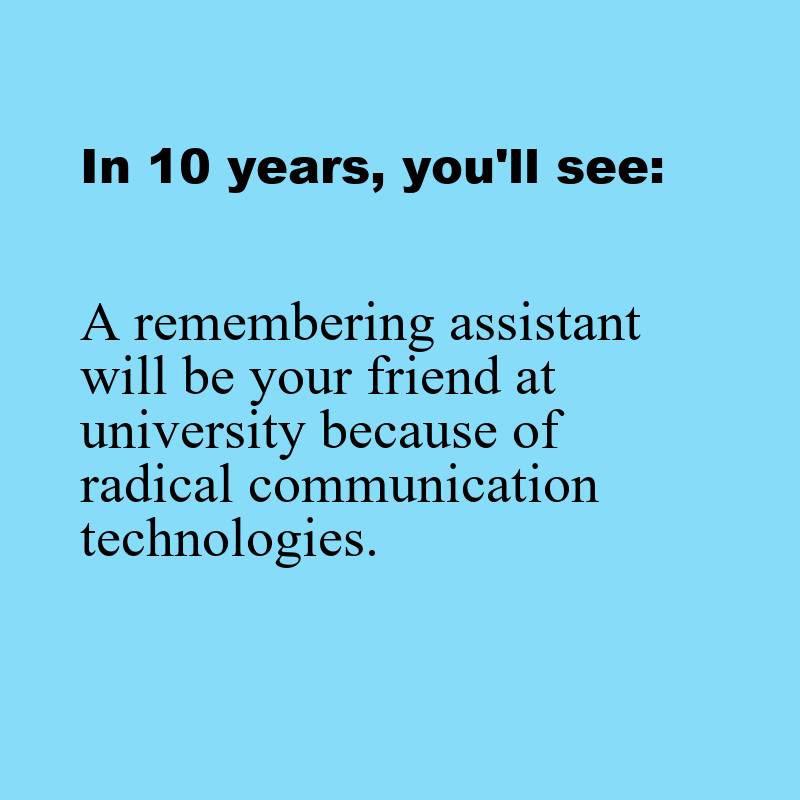 In 10 years, you'll see:
A remembering assistant
will be your friend at
university because of
radical communication
technologies.